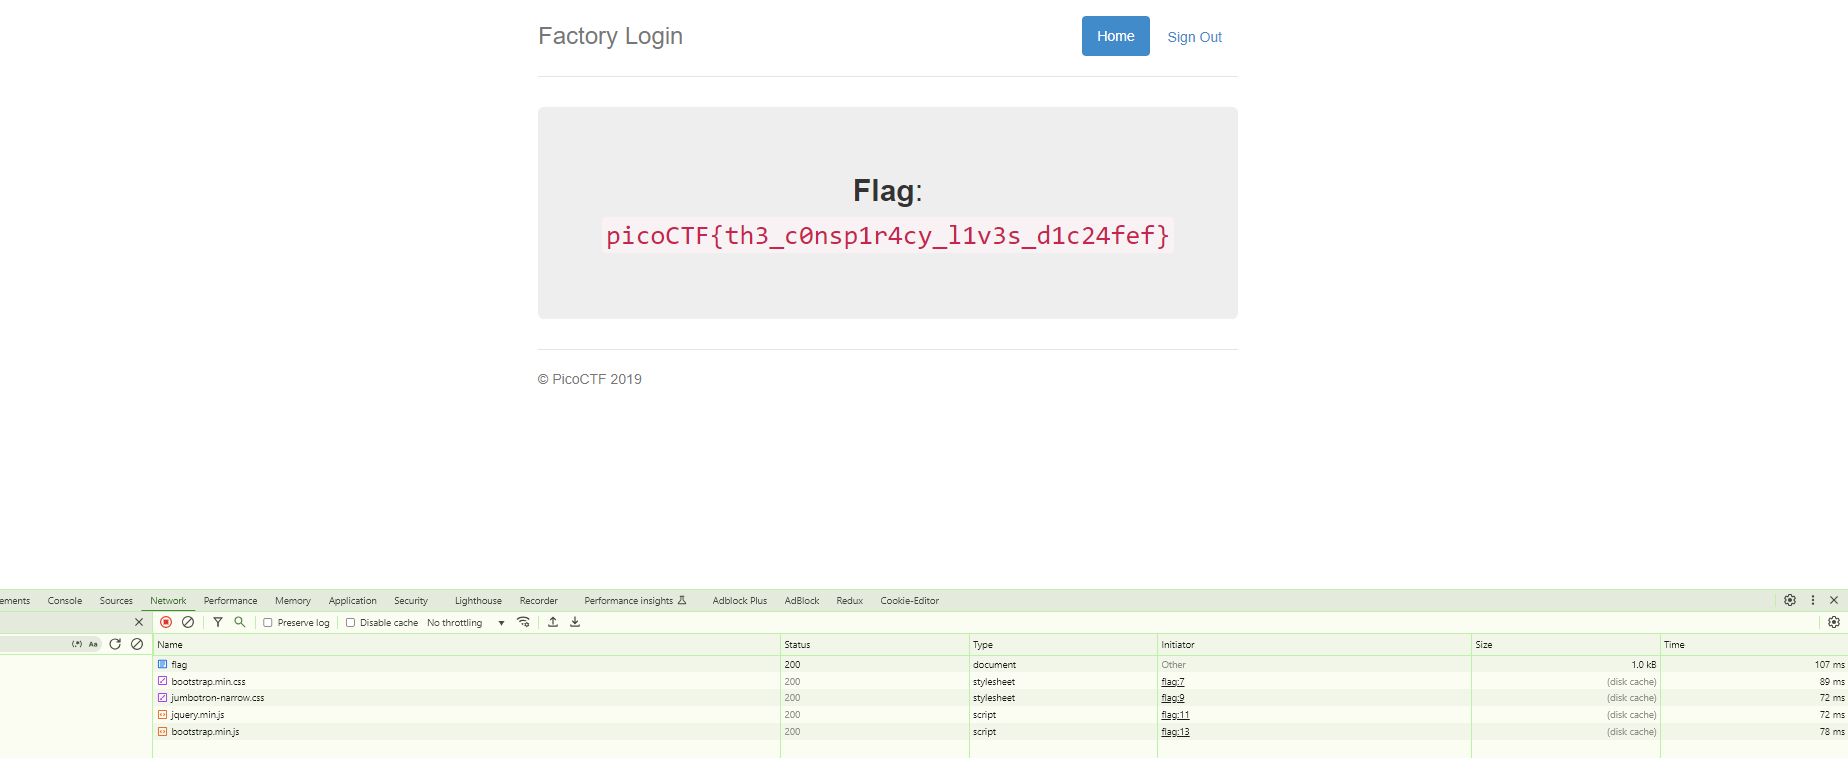 Factory Login
Home
Sign Out
Flag:
picoCTF{th3_c0nsp1r4cy_l1v3s_d1c24fef}
© PicoCTF 2019
ements Console Sources Network Performance Memory Application Security Lighthouse Recorder Performance insights Adblock Plus AdBlock Redux Cookie-Editor
Preserve log Disable cache No throttling
(.*) Aa
Name Status Type Initiator Size Time
flag 200 document Other 1.0 kB 107 ms
bootstrap.min.css 200 stylesheet flag:7 (disk cache) 89 ms
jumbotron-narrow.css 200 stylesheet flag:9 (disk cache) 72 ms
jquery.min.js 200 script flag:11 (disk cache) 72 ms
bootstrap.min.js 200 script flag:13 (disk cache) 78 ms